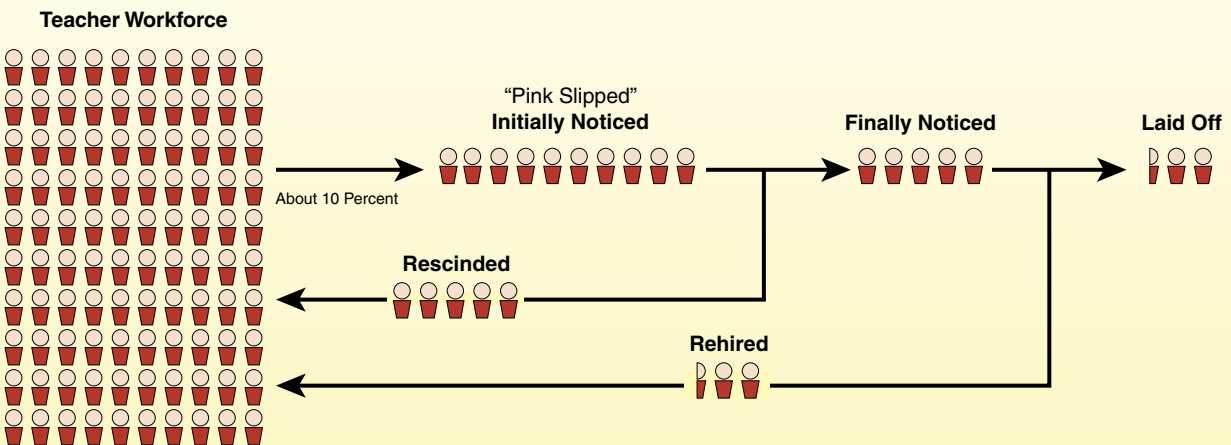 Teacher Workforce
“Pink Slipped”
Initially Noticed
Finally Noticed
Laid Off
About 10 Percent
Rescinded
Rehired